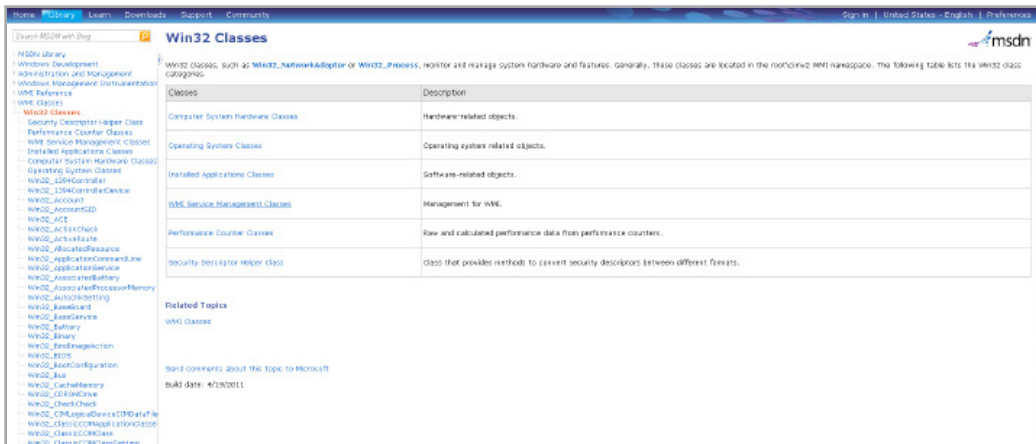 Home Library Learn Downloads Support Community
Sign in | United States - English | Preferences
Search MSDN with Bing
Win32 Classes
msdn
MSDN Library
Windows Development
Administration and Management
Windows Management Instrumentation
WMI Reference
WMI Classes
Win32 Classes
Security Descriptor Helper Class
Performance Counter Classes
WMI Service Management Classes
Installed Applications Classes
Computer System Hardware Classes
Operating System Classes
Win32_1394Controller
Win32_1394ControllerDevice
Win32_Account
Win32_AccountSID
Win32_ACE
Win32_ActionCheck
Win32_ActiveRoute
Win32_AllocatedResource
Win32_ApplicationCommandLine
Win32_ApplicationService
Win32_AssociatedBattery
Win32_AssociatedProcessorMemory
Win32_AutochkSetting
Win32_BaseBoard
Win32_BaseService
Win32_Battery
Win32_Binary
Win32_BindImageAction
Win32_BIOS
Win32_BootConfiguration
Win32_Bus
Win32_CacheMemory
Win32_CDROMDrive
Win32_CheckCheck
Win32_CIMLogicalDeviceCIMDataFile
Win32_ClassicCOMApplicationClasse
Win32_ClassicCOMClass
Win32_ClassicCOMClassSetting
Win32 classes, such as Win32_NetworkAdapter or Win32_Process, monitor and manage system hardware and features. Generally, these classes are located in the root\cimv2 WMI namespace. The following table lists the Win32 class
categories.
Classes Description
Computer System Hardware Classes Hardware-related objects.
Operating System Classes Operating system related objects.
Installed Applications Classes Software-related objects.
WMI Service Management Classes Management for WMI.
Performance Counter Classes Raw and calculated performance data from performance counters.
Security Descriptor Helper Class Class that provides methods to convert security descriptors between different formats.
Related Topics
WMI Classes
Send comments about this topic to Microsoft
Build date: 4/19/2011